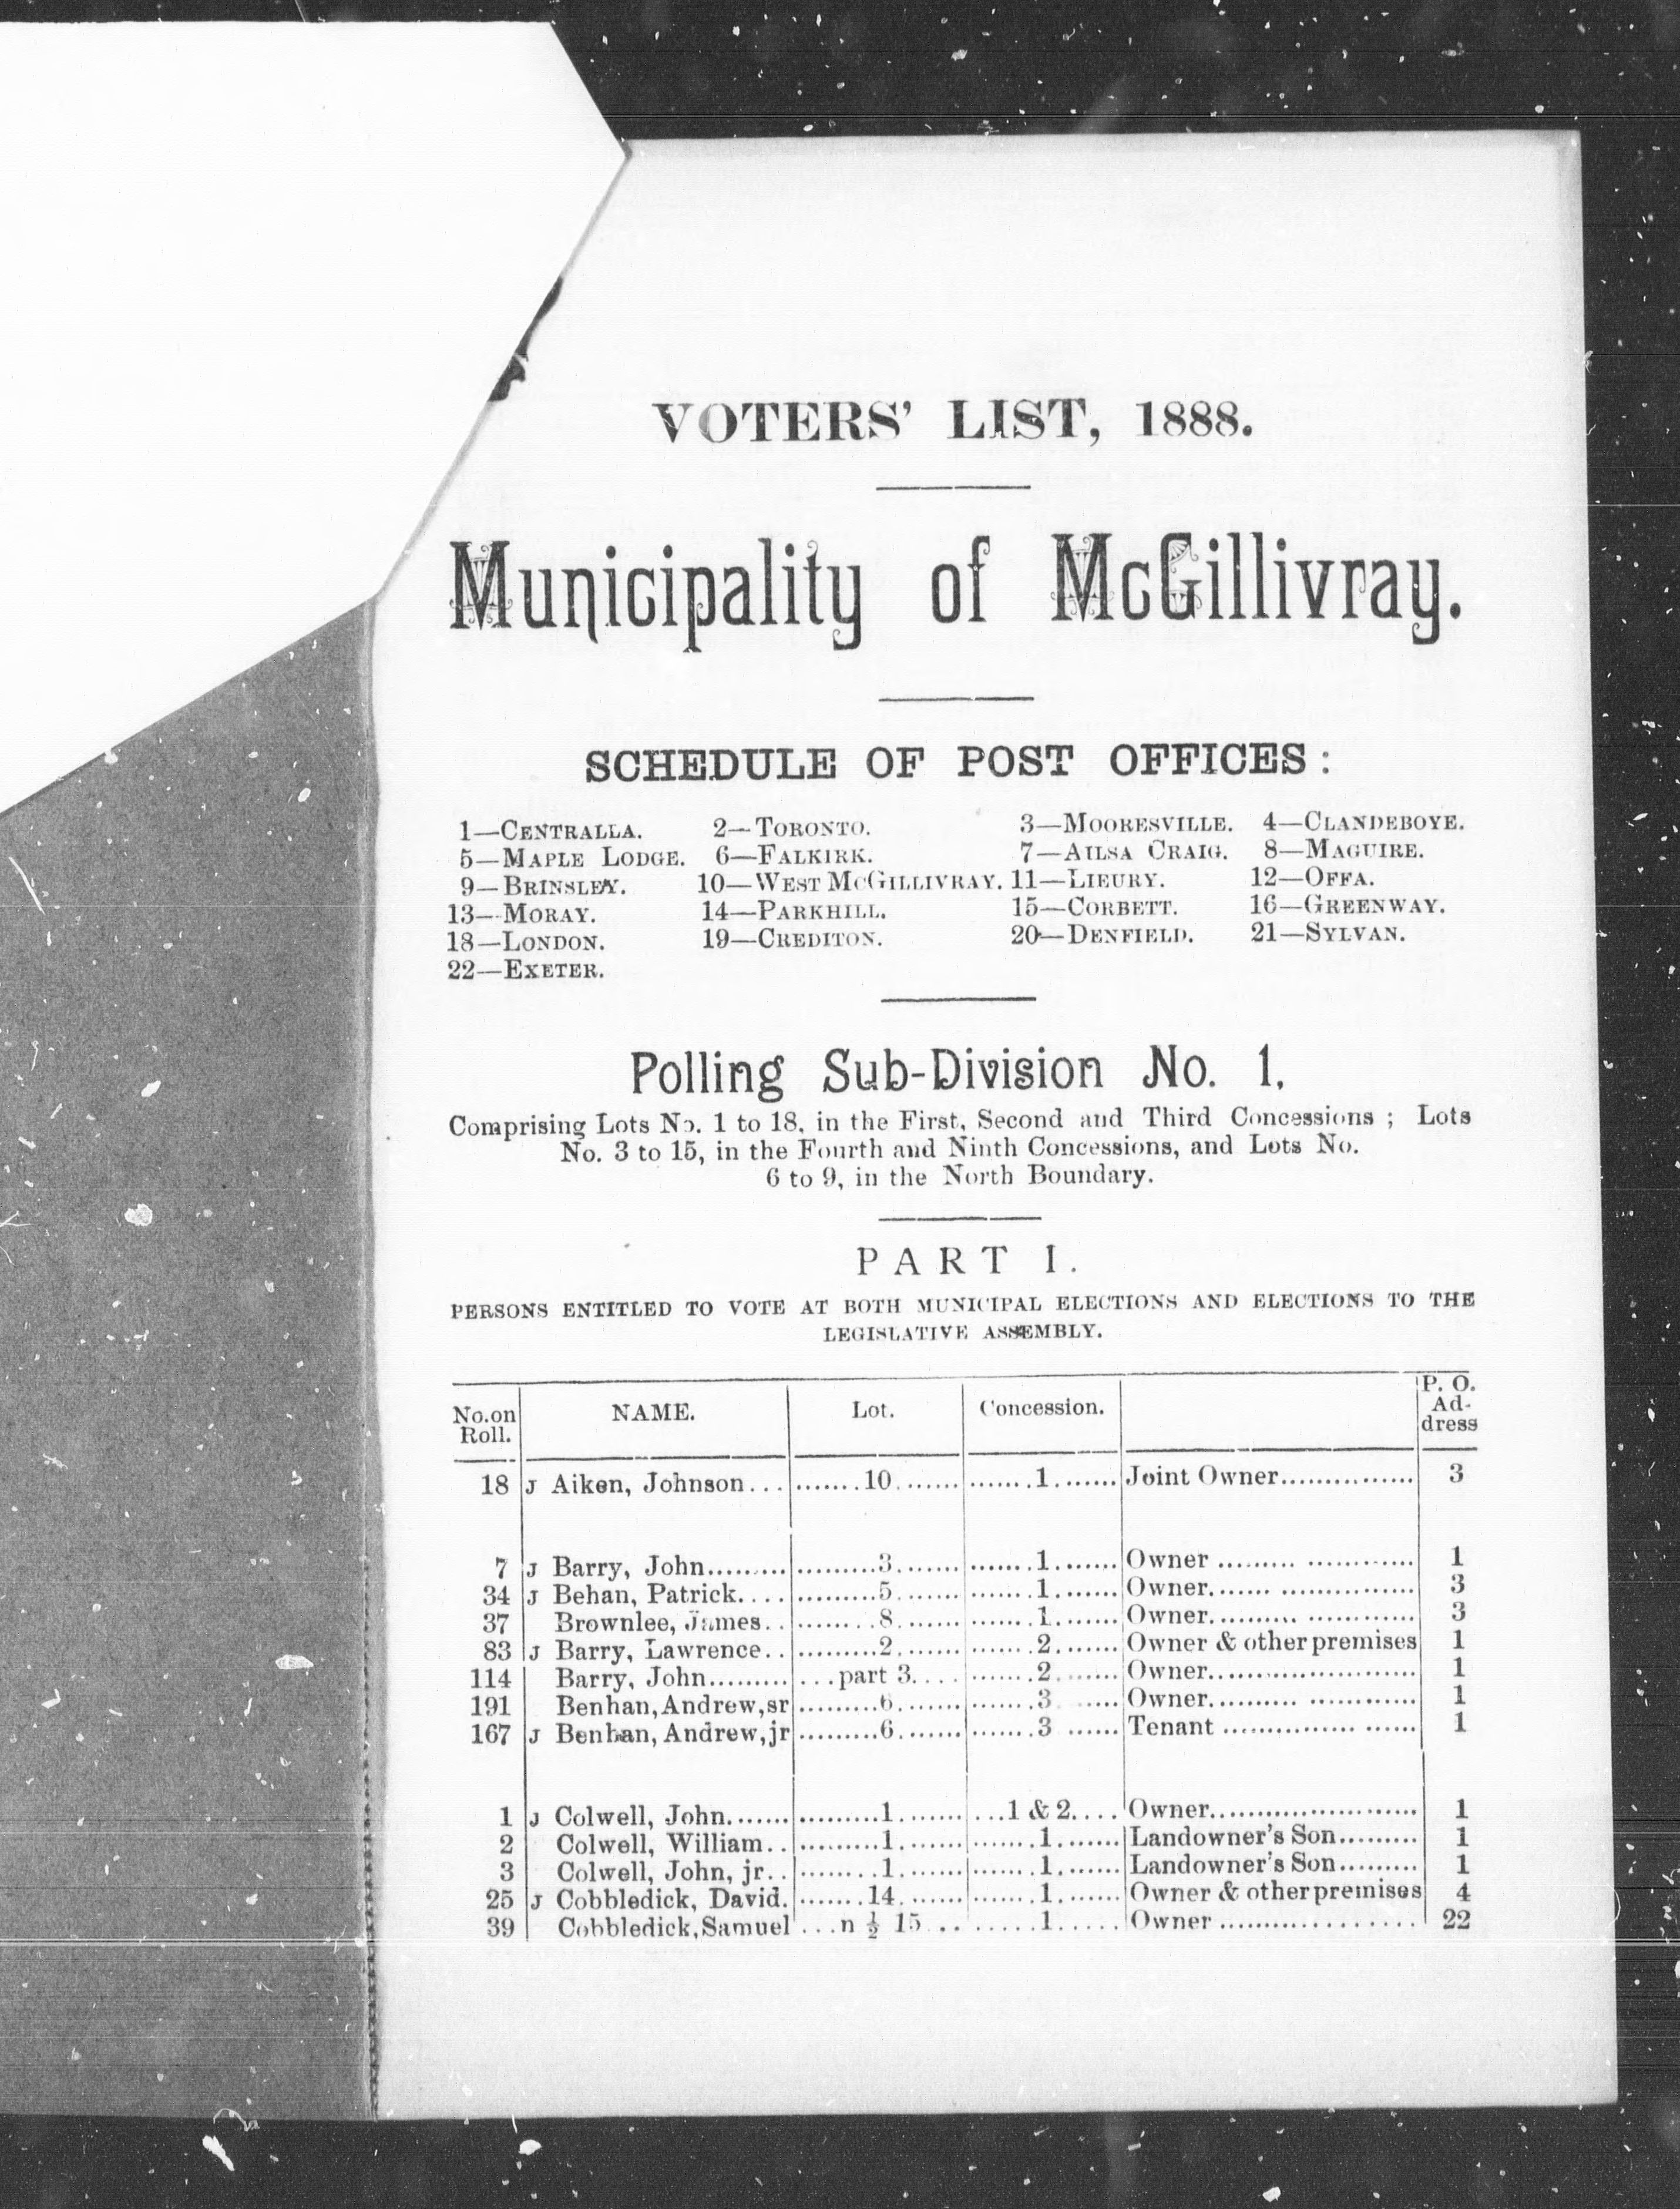 VOTERS' LIST, 1888.
Municipality of McGillivray.
SCHEDULE OF POST OFFICES:
1—CENTRALLA. 2—TORONTO. 3—MOORESVILLE. 4—CLANDEBOYE.
5—MAPLE LODGE. 6—FALKIRK. 7—AILSA CRAIG. 8—MAGUIRE.
9—BRINSLEY. 10—WEST MCGILLIVRAY. 11—LIEURY. 12—OFFA.
13—MORAY. 14—PARKHILL. 15—CORBETT. 16—GREENWAY.
18—LONDON. 19—CREDITON. 20—DENFIELD. 21—SYLVAN.
22—EXETER.
Polling Sub-Division No. 1.
Comprising Lots No. 1 to 18, in the First, Second and Third Concessions ; Lots
No. 3 to 15, in the Fourth and Ninth Concessions, and Lots No.
6 to 9, in the North Boundary.
PART I.
PERSONS ENTITLED TO VOTE AT BOTH MUNICIPAL ELECTIONS AND ELECTIONS TO THE
LEGISLATIVE ASSEMBLY.
No. on Roll. NAME. Lot. Concession. P. O. Address
18 J Aiken, Johnson... .......10....... .......1....... Joint Owner............... 3
7 J Barry, John......... .........3....... .......1....... Owner ......... ............ 1
34 J Behan, Patrick.... .........5....... .......1....... Owner....... ............... 3
37 Brownlee, James.. .........8....... .......1....... Owner.......... ............ 3
83 J Barry, Lawrence.. .........2....... .......2....... Owner & other premises 1
114 Barry, John......... ...part 3.... .......2....... Owner....................... 1
191 Benhan, Andrew, sr .........6....... .......3 ...... Owner.......... ............ 1
167 J Benhan, Andrew, jr .........6....... .......3 ...... Tenant ............... ...... 1
1 J Colwell, John....... .........1....... ...1 & 2.... Owner....................... 1
2 Colwell, William.. .........1....... .......1....... Landowner's Son......... 1
3 Colwell, John, jr.. ........1....... .......1....... Landowner's Son......... 1
25 J Cobbledick, David. .......14....... .......1....... Owner & other premises 4
39 Cobbledick, Samuel ...n ½ 15... ......1..... Owner .................... 22